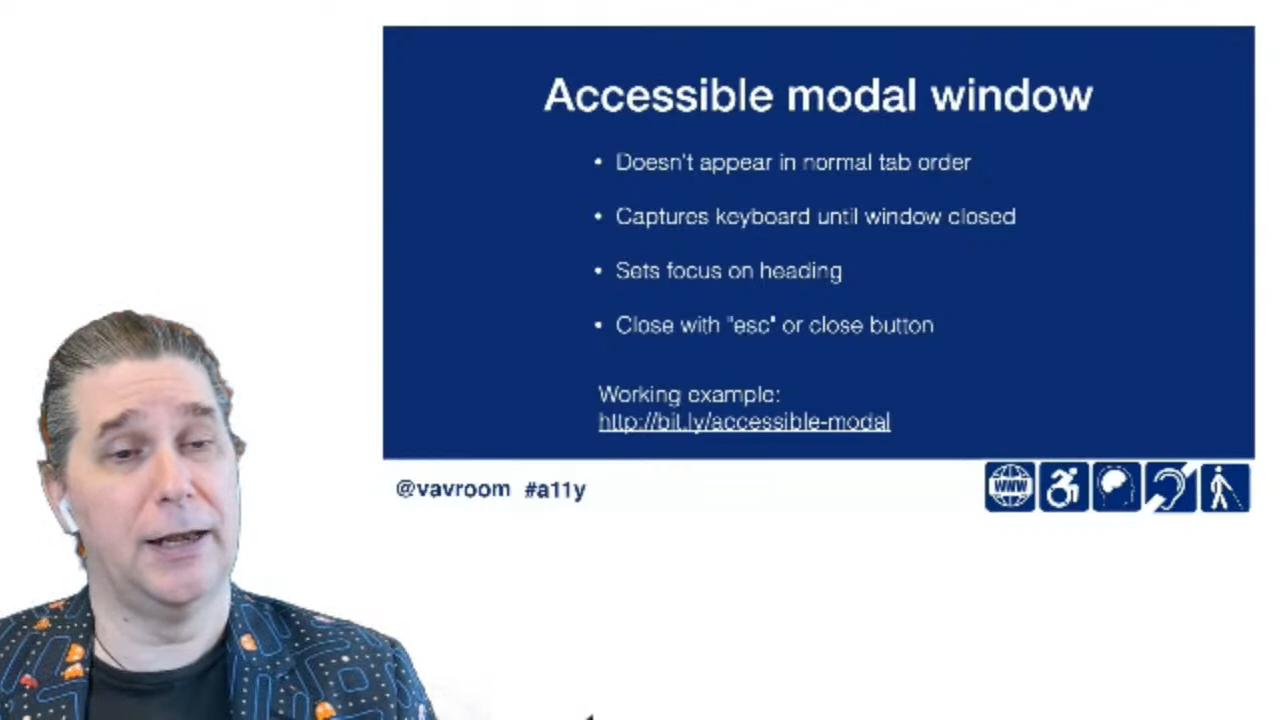 Accessible modal window
• Doesn't appear in normal tab order
• Captures keyboard until window closed
• Sets focus on heading
• Close with "esc" or close button
Working example:
http://bit.ly/accessible-modal
@vavroom #a11y
WWW